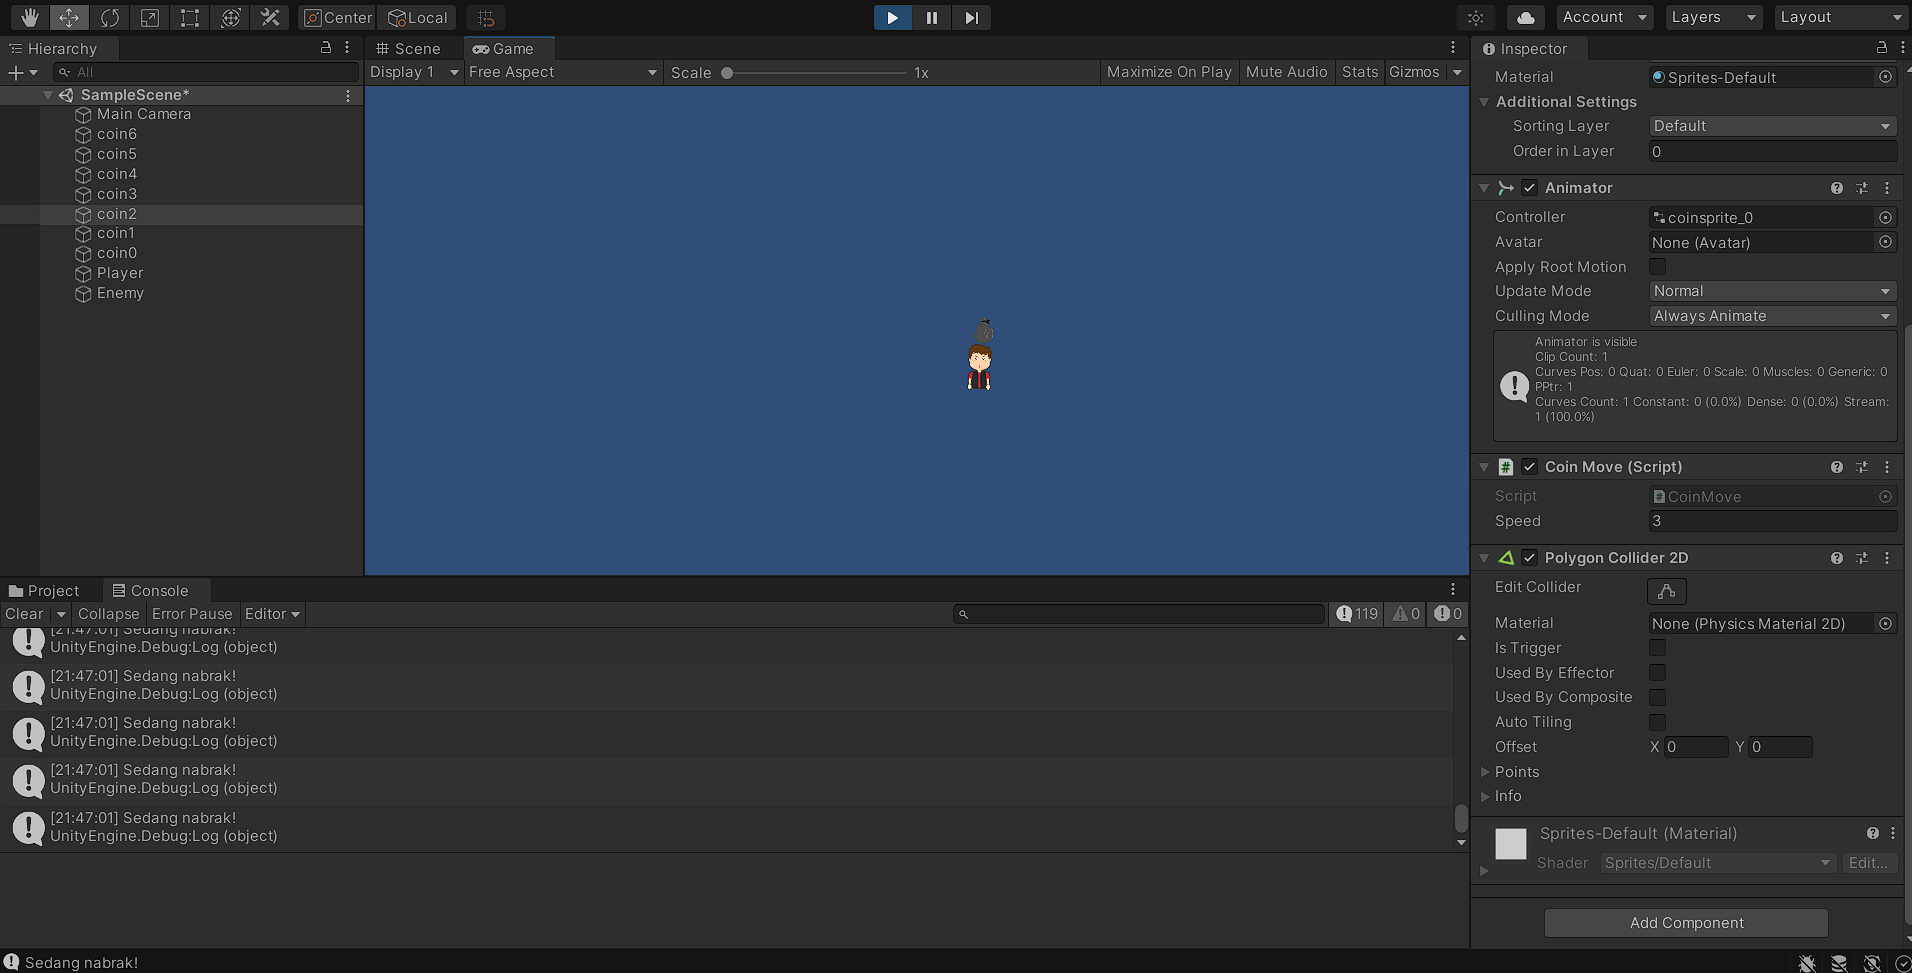 Center
Local
Account
Layers
Layout
Hierarchy
All
SampleScene*
Main Camera
coin6
coin5
coin4
coin3
coin2
coin1
coin0
Player
Enemy
Scene
Game
Display 1
Free Aspect
Scale
1x
Maximize On Play
Mute Audio
Stats
Gizmos
Project
Console
Clear
Collapse
Error Pause
Editor
119
0
0
[21:47:01] Sedang nabrak!
UnityEngine.Debug:Log (object)
[21:47:01] Sedang nabrak!
UnityEngine.Debug:Log (object)
[21:47:01] Sedang nabrak!
UnityEngine.Debug:Log (object)
[21:47:01] Sedang nabrak!
UnityEngine.Debug:Log (object)
[21:47:01] Sedang nabrak!
UnityEngine.Debug:Log (object)
Sedang nabrak!
Inspector
Material Sprites-Default
Additional Settings
Sorting Layer Default
Order in Layer 0
Animator
Controller coinsprite_0
Avatar None (Avatar)
Apply Root Motion
Update Mode Normal
Culling Mode Always Animate
Animator is visible
Clip Count: 1
Curves Pos: 0 Quat: 0 Euler: 0 Scale: 0 Muscles: 0 Generic: 0
PPtr: 1
Curves Count: 1 Constant: 0 (0.0%) Dense: 0 (0.0%) Stream:
1 (100.0%)
Coin Move (Script)
Script CoinMove
Speed 3
Polygon Collider 2D
Edit Collider
Material None (Physics Material 2D)
Is Trigger
Used By Effector
Used By Composite
Auto Tiling
Offset X 0 Y 0
Points
Info
Sprites-Default (Material)
Shader Sprites/Default Edit...
Add Component